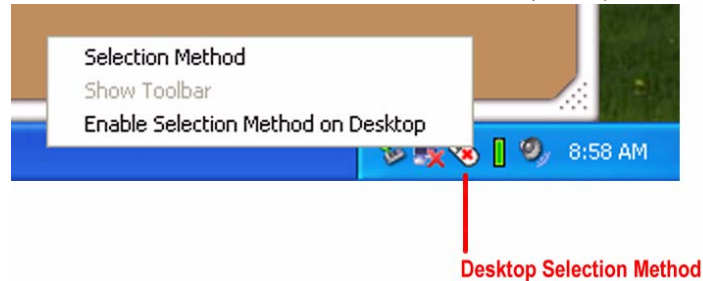 Selection Method
Show Toolbar
Enable Selection Method on Desktop
8:58 AM
Desktop Selection Method